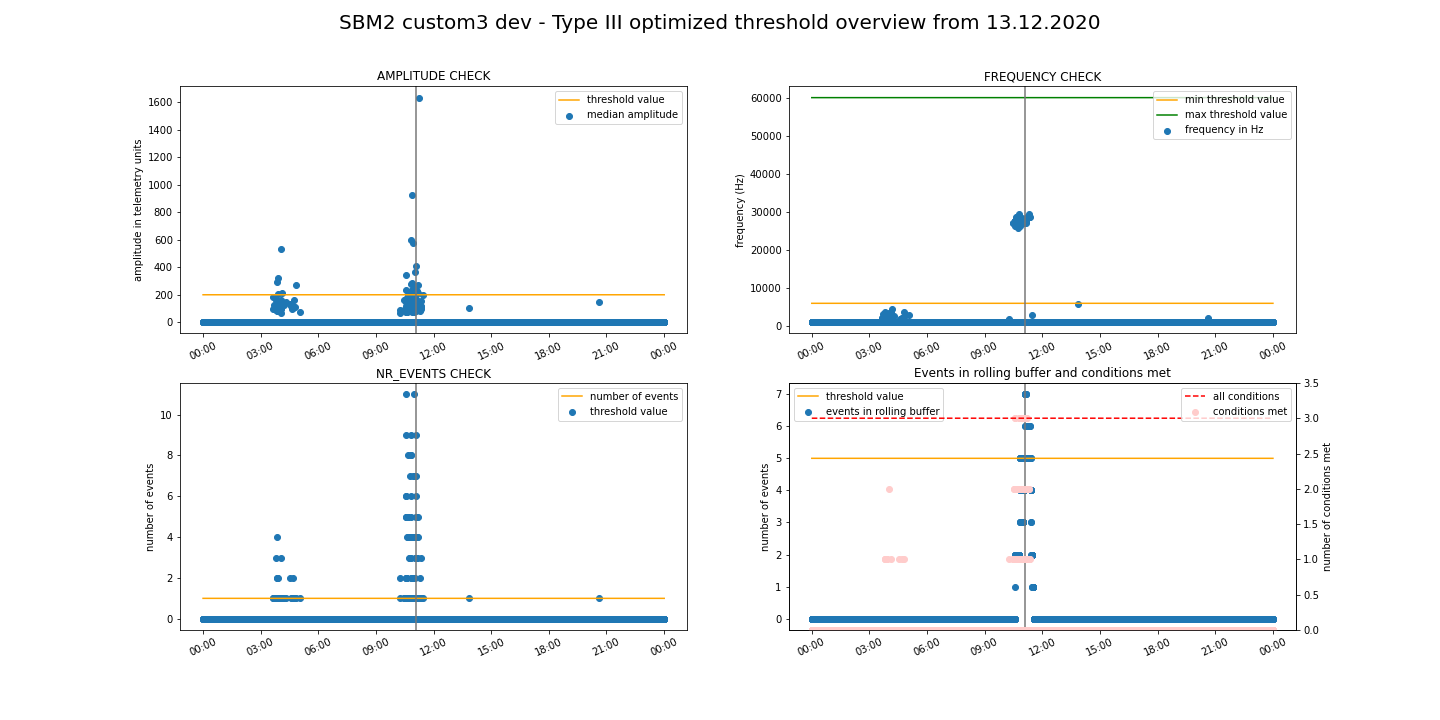 SBM2 custom3 dev - Type III optimized threshold overview from 13.12.2020
AMPLITUDE CHECK
amplitude in telemetry units
1600
1400
1200
1000
800
600
400
200
0
threshold value
median amplitude
00:00 03:00 06:00 09:00 12:00 15:00 18:00 21:00 00:00
FREQUENCY CHECK
frequency (Hz)
60000
50000
40000
30000
20000
10000
0
min threshold value
max threshold value
frequency in Hz
00:00 03:00 06:00 09:00 12:00 15:00 18:00 21:00 00:00
NR_EVENTS CHECK
number of events
10
8
6
4
2
0
number of events
threshold value
00:00 03:00 06:00 09:00 12:00 15:00 18:00 21:00 00:00
Events in rolling buffer and conditions met
number of events
7
6
5
4
3
2
1
0
threshold value
events in rolling buffer
all conditions
conditions met
3.5
3.0
2.5
2.0
1.5
1.0
0.5
0.0
number of conditions met
00:00 03:00 06:00 09:00 12:00 15:00 18:00 21:00 00:00